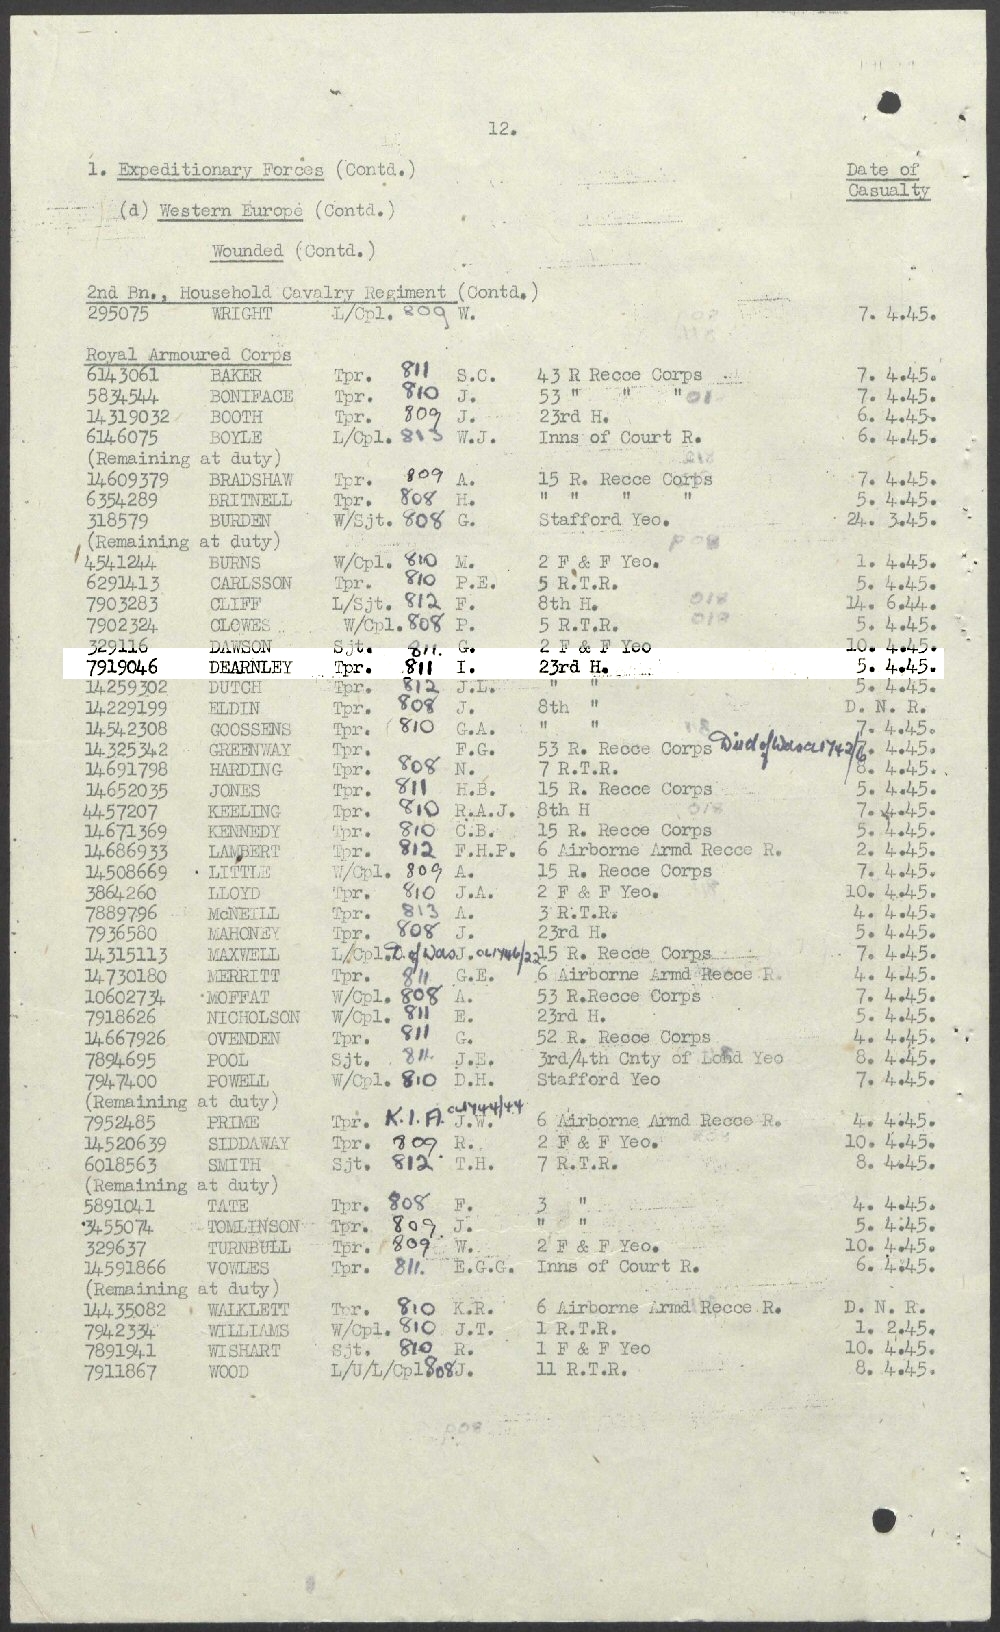 12.
1. Expeditionary Forces (Contd.) Date of
Casualty
(d) Western Europe (Contd.)
Wounded (Contd.)
2nd Bn., Household Cavalry Regiment (Contd.)
295075 WRIGHT L/Cpl. 809 W. 7. 4.45.
Royal Armoured Corps
6143061 BAKER Tpr. 811 S.C. 43 R Recce Corps 7. 4.45.
5834544 BONIFACE Tpr. 810 J. 53 " " " 7. 4.45.
14319032 BOOTH Tpr. 809 J. 23rd H. 6. 4.45.
6146075 BOYLE L/Cpl. 813 W.J. Inns of Court R. 6. 4.45.
(Remaining at duty)
14609379 BRADSHAW Tpr. 809 A. 15 R. Recce Corps 7. 4.45.
6354289 BRITNELL Tpr. 808 H. " " " " 5. 4.45.
318579 BURDEN W/Sjt. 808 G. Stafford Yeo. 24. 3.45.
(Remaining at duty)
4541244 BURNS W/Cpl. 810 M. 2 F & F Yeo. 1. 4.45.
6291413 CARLSSON Tpr. 810 P.E. 5 R.T.R. 5. 4.45.
7903283 CLIFF L/Sjt. 812 F. 8th H. 14. 6.44.
7902324 CLOWES W/Cpl. 808 P. 5 R.T.R. 5. 4.45.
329116 DAWSON Sjt. 811. G. 2 F & F Yeo 10. 4.45.
7919046 DEARNLEY Tpr. 811 I. 23rd H. 5. 4.45.
14259302 DUTCH Tpr. 812 J.L. " " 5. 4.45.
14229199 ELDIN Tpr. 808 J. 8th " D. N. R.
14542308 GOOSSENS Tpr. 810 G.A. " " 7. 4.45.
14325342 GREENWAY Tpr. F.G. 53 R. Recce Corps Died of Wds 4.45.
14691798 HARDING Tpr. 808 N. 7 R.T.R. 8. 4.45.
14652035 JONES Tpr. 811 H.B. 15 R. Recce Corps 5. 4.45.
4457207 KEELING Tpr. 810 R.A.J. 8th H 7. 4.45.
14671369 KENNEDY Tpr. 810 C.B. 15 R. Recce Corps 5. 4.45.
14686933 LAMBERT Tpr. 812 F.H.P. 6 Airborne Armd Recce R. 2. 4.45.
14508669 LITTLE W/Cpl. 809 A. 15 R. Recce Corps 7. 4.45.
3864260 LLOYD Tpr. 810 J.A. 2 F & F Yeo. 10. 4.45.
7889796 McNEILL Tpr. 813 A. 3 R.T.R. 4. 4.45.
7936580 MAHONEY Tpr. 808 J. 23rd H. 5. 4.45.
14315113 MAXWELL L/Cpl. D. of Wds J. 15 R. Recce Corps 7. 4.45.
14730180 MERRITT Tpr. 811 G.E. 6 Airborne Armd Recce R. 4. 4.45.
10602734 MOFFAT W/Cpl. 808 A. 53 R.Recce Corps 7. 4.45.
7918626 NICHOLSON W/Cpl. 811 E. 23rd H. 5. 4.45.
14667926 OVENDEN Tpr. 811 G. 52 R. Recce Corps 4. 4.45.
7894695 POOL Sjt. 811. J.E. 3rd/4th Cnty of Lond Yeo 8. 4.45.
7947400 POWELL W/Cpl. 810 D.H. Stafford Yeo 7. 4.45.
(Remaining at duty)
7952485 PRIME Tpr. K.I.A. J.W. 6 Airborne Armd Recce R. 4. 4.45.
14520639 SIDDAWAY Tpr. 809. R. 2 F & F Yeo. 10. 4.45.
6018563 SMITH Sjt. 812 T.H. 7 R.T.R. 8. 4.45.
(Remaining at duty)
5891041 TATE Tpr. 808 F. 3 " 4. 4.45.
3455074 TOMLINSON Tpr. 809. J. " " 5. 4.45.
329637 TURNBULL Tpr. 809 W. 2 F & F Yeo. 10. 4.45.
14591866 VOWLES Tpr. 811. E.G.G. Inns of Court R. 6. 4.45.
(Remaining at duty)
14435082 WALKLETT Tpr. 810 K.R. 6 Airborne Armd Recce R. D. N. R.
7942334 WILLIAMS W/Cpl. 810 J.T. 1 R.T.R. 1. 2.45.
7891941 WISHART Sjt. 810 R. 1 F & F Yeo 10. 4.45.
7911867 WOOD L/U/L/Cpl 808 J. 11 R.T.R. 8. 4.45.